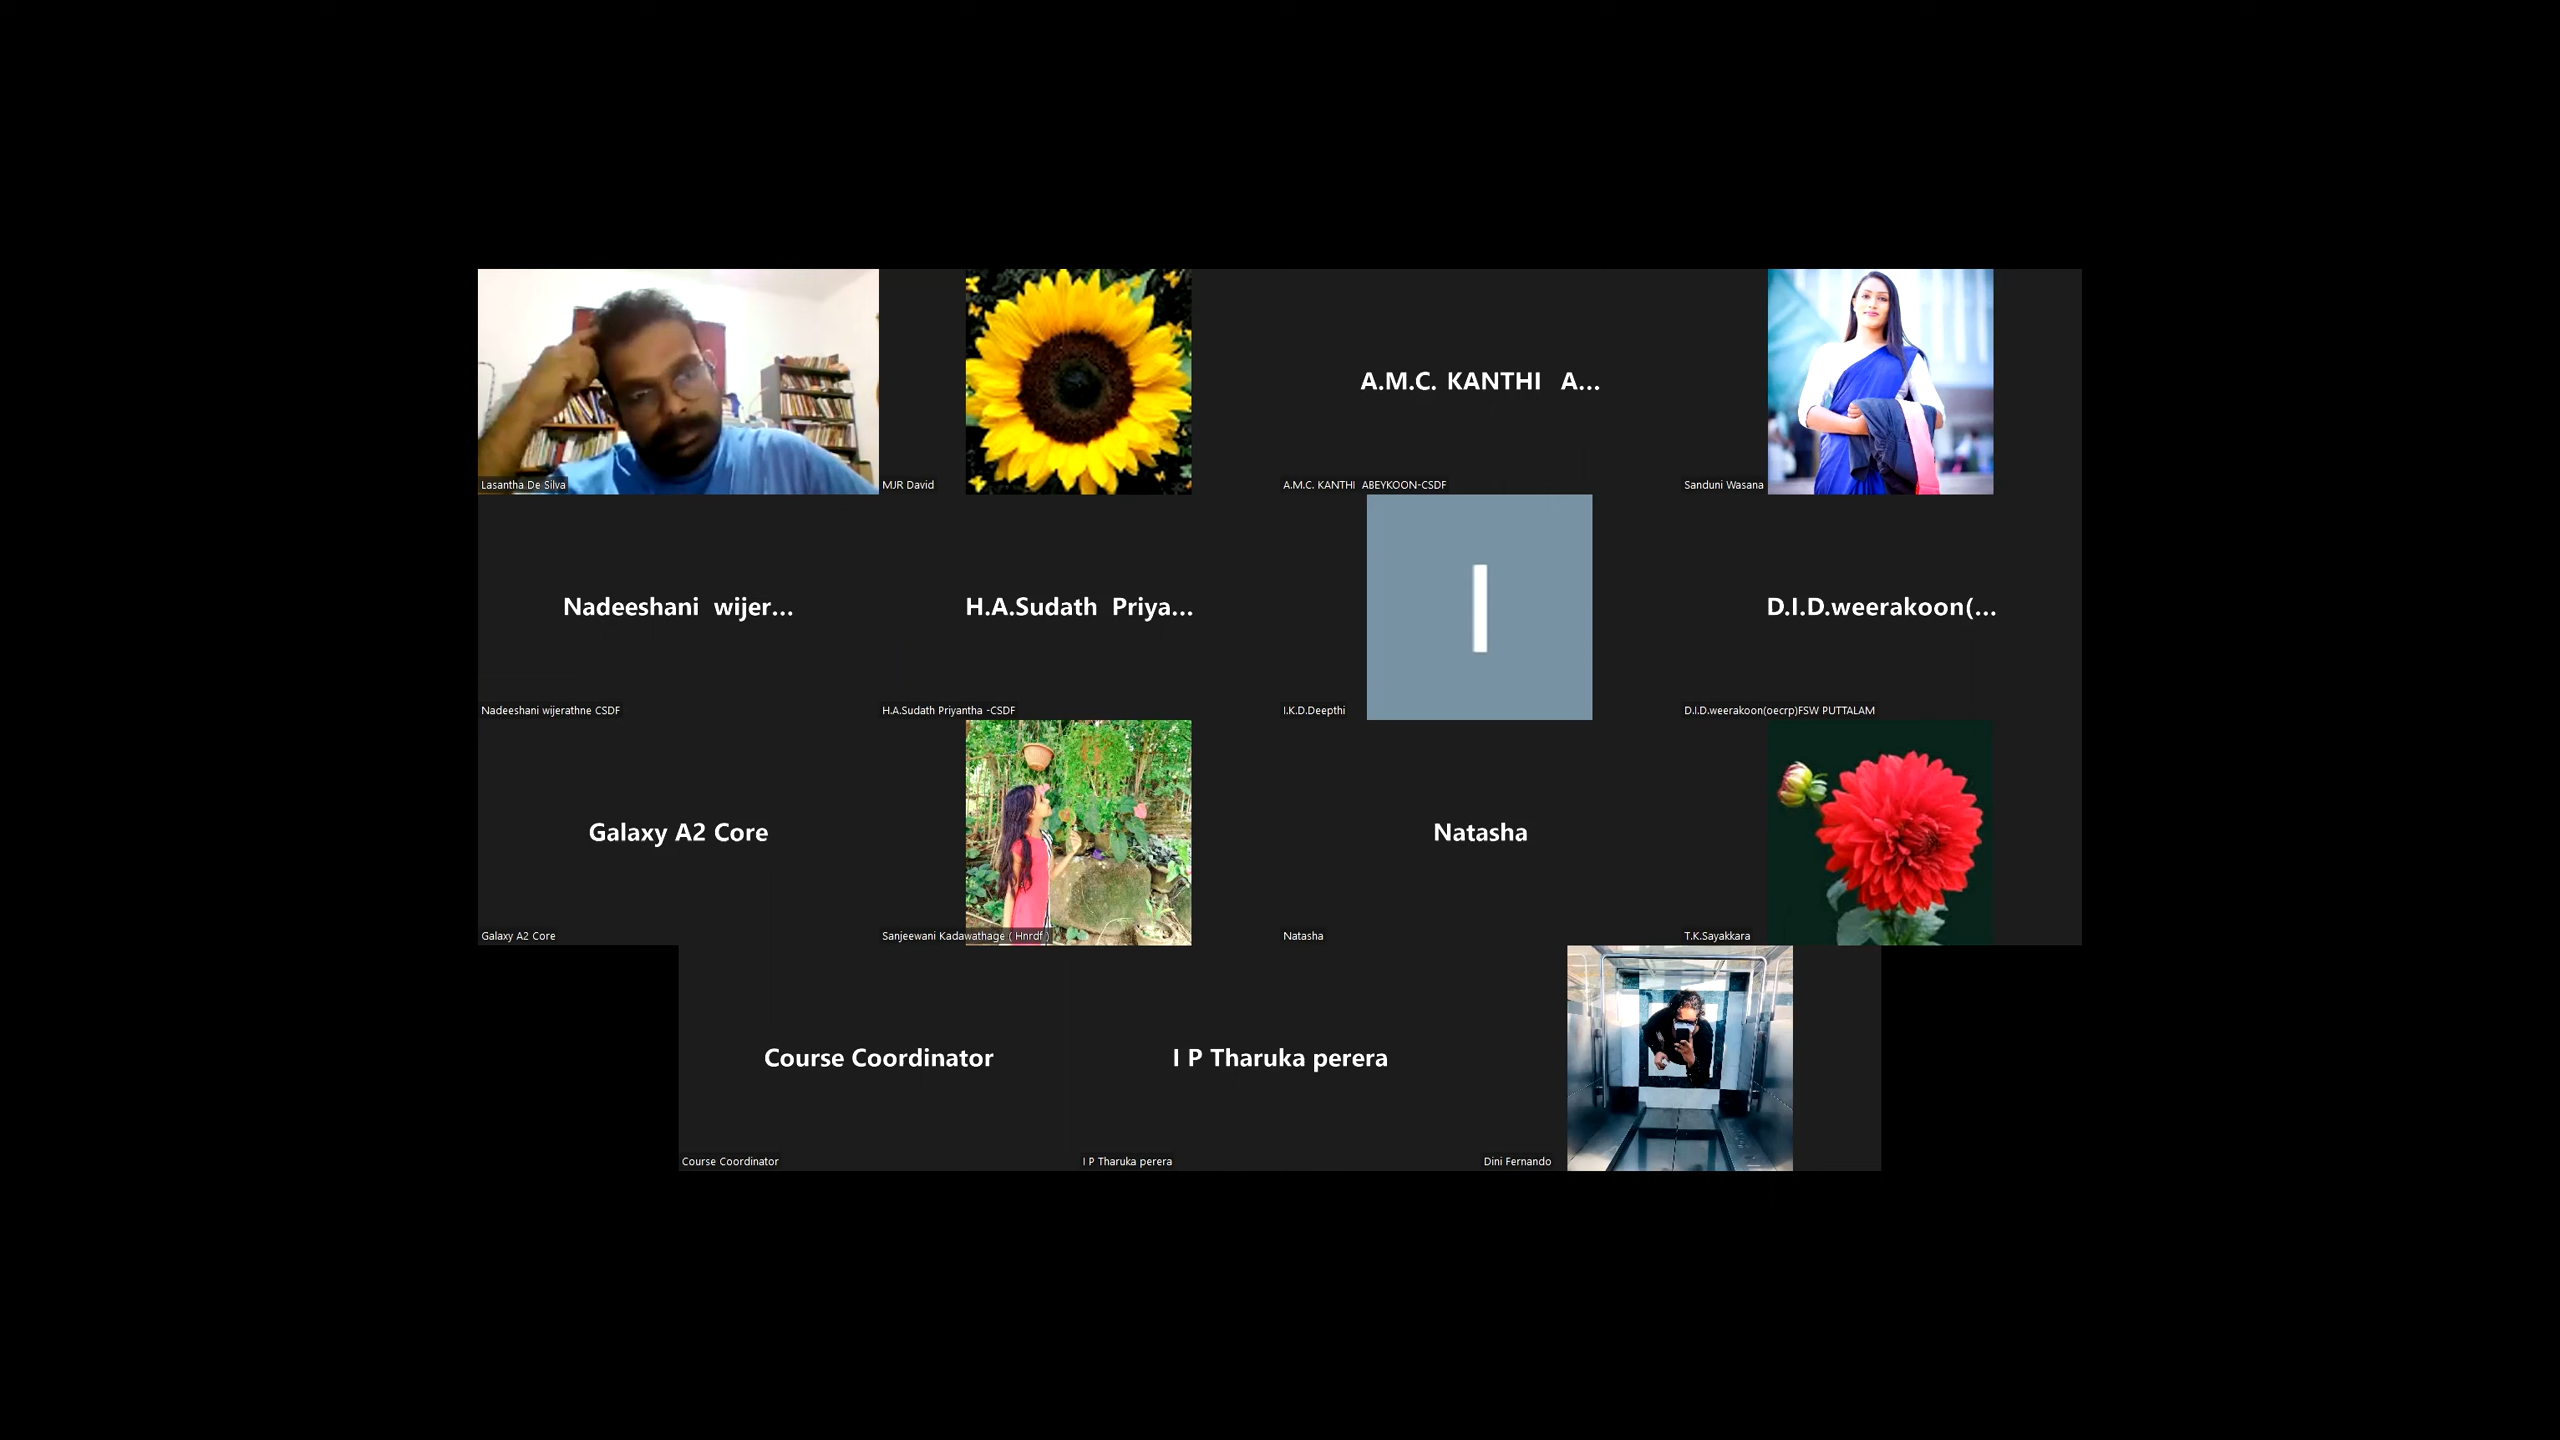 Lasantha De Silva
MJR David
A.M.C. KANTHI A...
A.M.C. KANTHI ABEYKOON-CSDF
Sanduni Wasana
Nadeeshani wijer...
Nadeeshani wijerathne CSDF
H.A.Sudath Priya...
H.A.Sudath Priyantha -CSDF
I
I.K.D.Deepthi
D.I.D.weerakoon(...
D.I.D.weerakoon(oecrp)FSW PUTTALAM
Galaxy A2 Core
Galaxy A2 Core
Sanjeewani Kadawathage ( Hnrdf )
Natasha
Natasha
T.K.Sayakkara
Course Coordinator
Course Coordinator
I P Tharuka perera
I P Tharuka perera
Dini Fernando